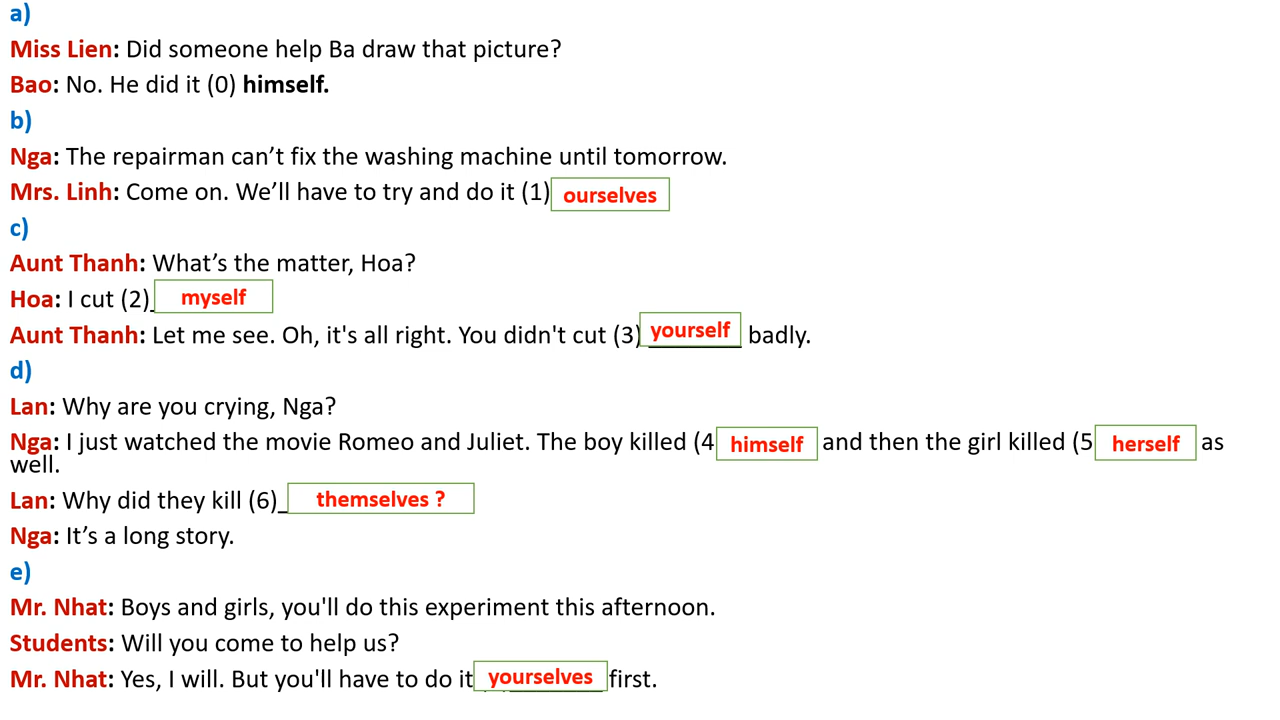 a)
Miss Lien: Did someone help Ba draw that picture?
Bao: No. He did it (0) himself.
b)
Nga: The repairman can’t fix the washing machine until tomorrow.
Mrs. Linh: Come on. We’ll have to try and do it (1) ourselves
c)
Aunt Thanh: What’s the matter, Hoa?
Hoa: I cut (2)_ myself
Aunt Thanh: Let me see. Oh, it's all right. You didn't cut (3) yourself badly.
d)
Lan: Why are you crying, Nga?
Nga: I just watched the movie Romeo and Juliet. The boy killed (4 himself and then the girl killed (5 herself as
well.
Lan: Why did they kill (6)_ themselves ?
Nga: It’s a long story.
e)
Mr. Nhat: Boys and girls, you'll do this experiment this afternoon.
Students: Will you come to help us?
Mr. Nhat: Yes, I will. But you'll have to do it yourselves first.